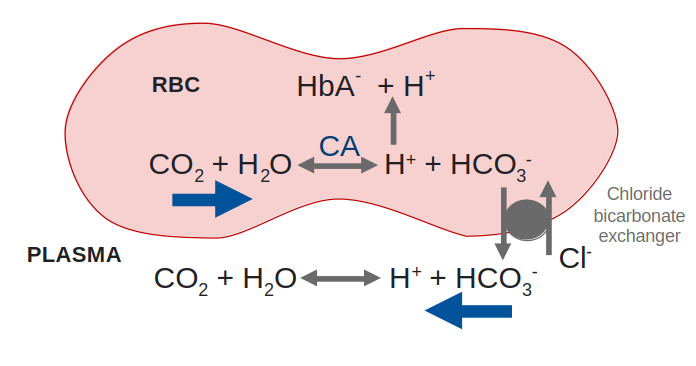 RBC
HbA⁻ + H⁺
CA
CO₂ + H₂O H⁺ + HCO₃⁻
Chloride
bicarbonate
exchanger
PLASMA
Cl⁻
CO₂ + H₂O H⁺ + HCO₃⁻